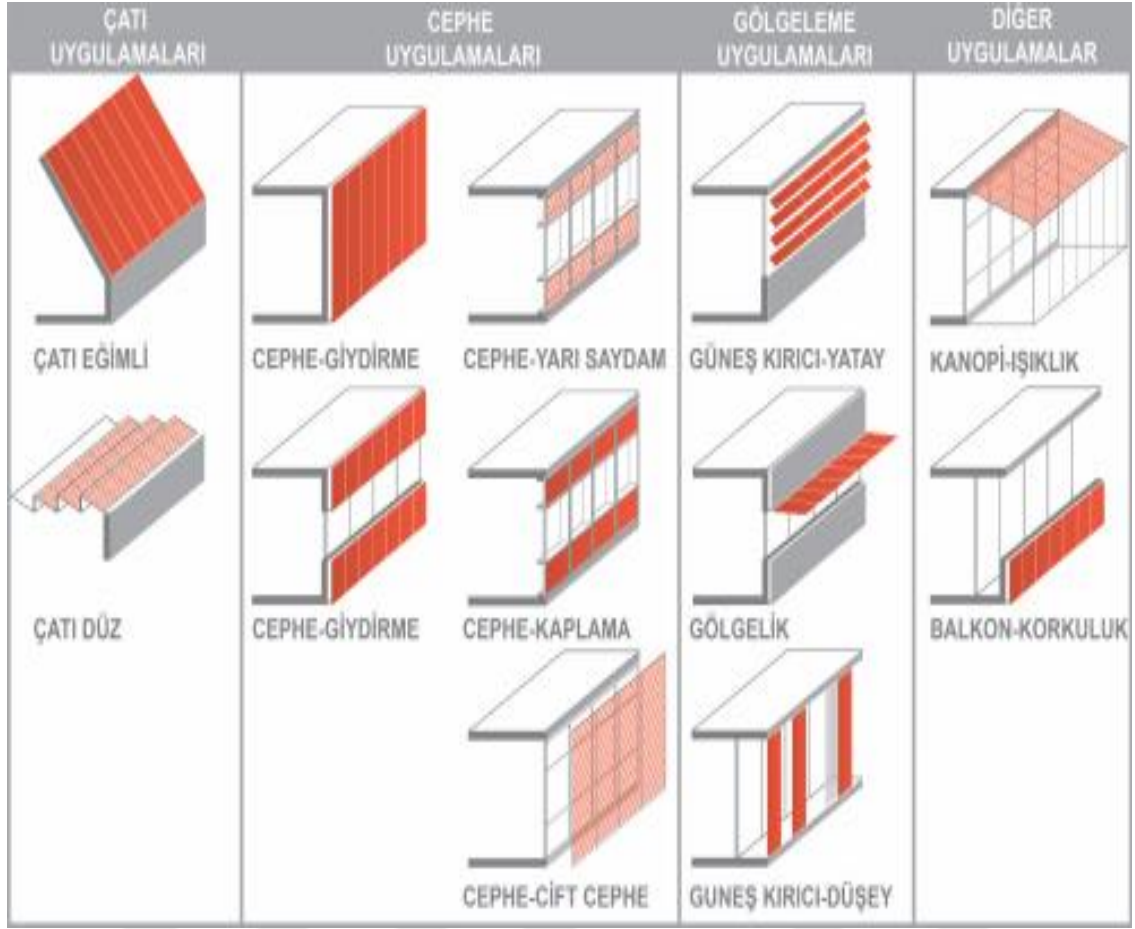 ÇATI
UYGULAMALARI
CEPHE
UYGULAMALARI
GÖLGELEME
UYGULAMALARI
DİĞER
UYGULAMALAR
ÇATI EĞİMLİ
CEPHE-GİYDİRME
CEPHE-YARI SAYDAM
GÜNEŞ KIRICI-YATAY
KANOPİ-IŞIKLIK
ÇATI DÜZ
CEPHE-GİYDİRME
CEPHE-KAPLAMA
GÖLGELİK
BALKON-KORKULUK
CEPHE-CİFT CEPHE
GUNEŞ KIRICI-DÜŞEY